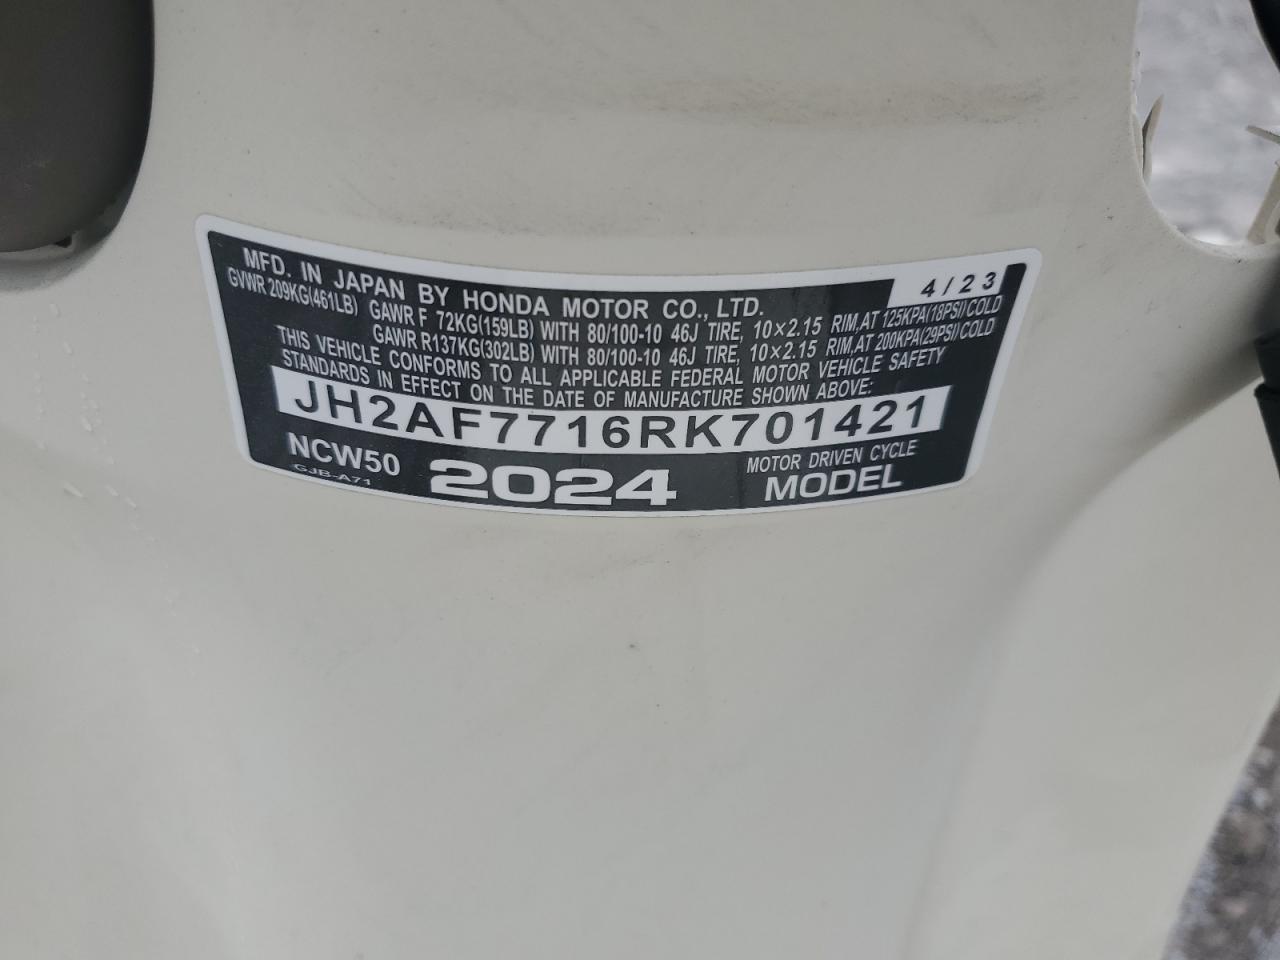 MFD. IN JAPAN BY HONDA MOTOR CO., LTD. 4/23
GVWR 209KG(461LB) GAWR F 72KG(159LB) WITH 80/100-10 46J TIRE, 10×2.15 RIM,AT 125KPA(18PSI)COLD
GAWR R137KG(302LB) WITH 80/100-10 46J TIRE, 10×2.15 RIM,AT 200KPA(29PSI)COLD
THIS VEHICLE CONFORMS TO ALL APPLICABLE FEDERAL MOTOR VEHICLE SAFETY
STANDARDS IN EFFECT ON THE DATE OF MANUFACTURE SHOWN ABOVE:
JH2AF7716RK701421
NCW50 2024 MOTOR DRIVEN CYCLE
GJB-A71 MODEL